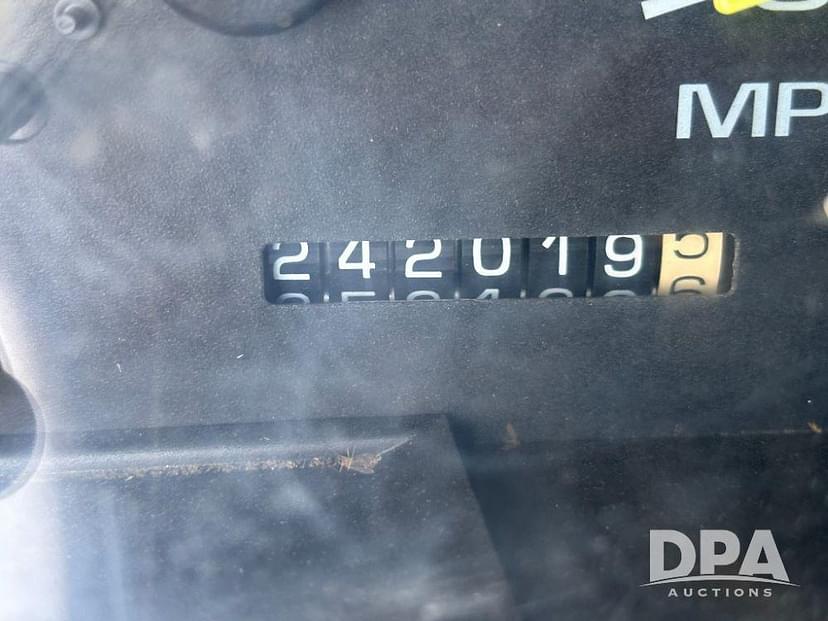 MP
2420195
DPA
AUCTIONS